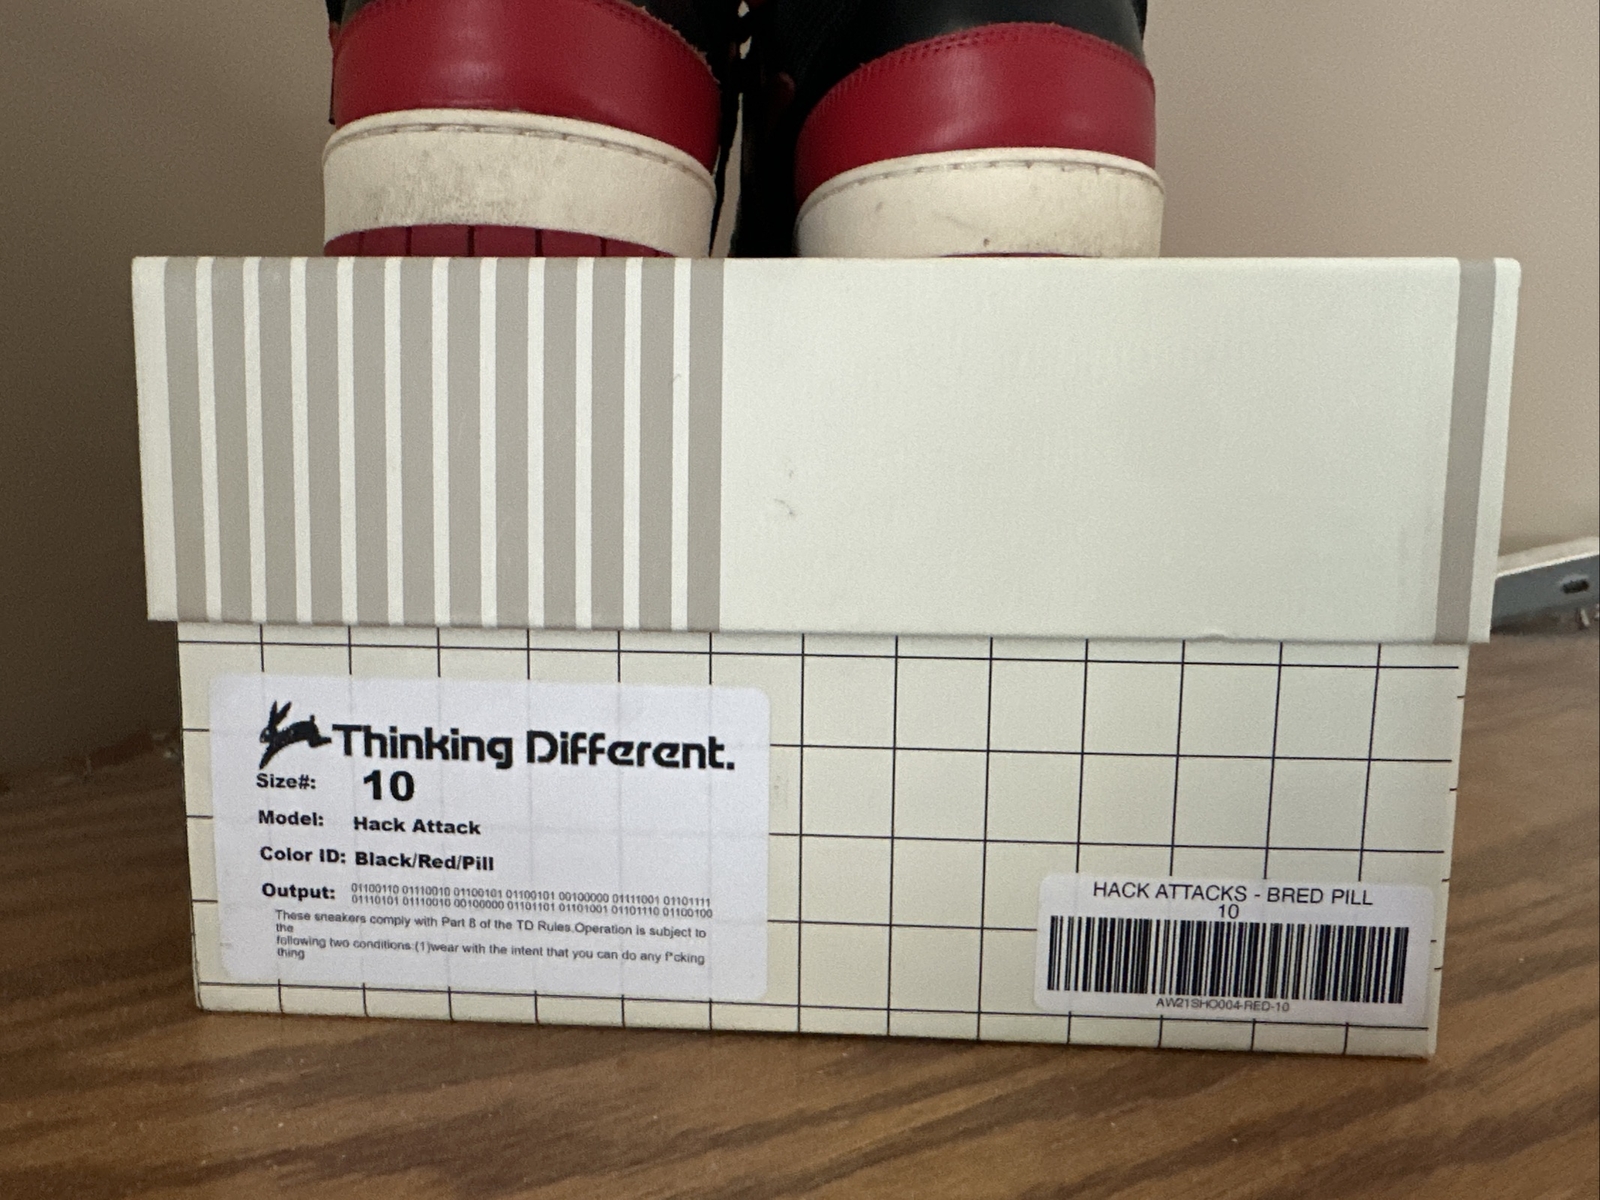 Thinking Different.
Size#: 10
Model: Hack Attack
Color ID: Black/Red/Pill
Output: 01100110 01110010 01100101 01100101 00100000 01111001 01101111
01110101 01110010 00100000 01101101 01101001 01101110 01100100
These sneakers comply with Part 8 of the TD Rules.Operation is subject to
the
following two conditions:(1)wear with the intent that you can do any f*cking
thing
HACK ATTACKS - BRED PILL
10
AW21SHO004-RED-10